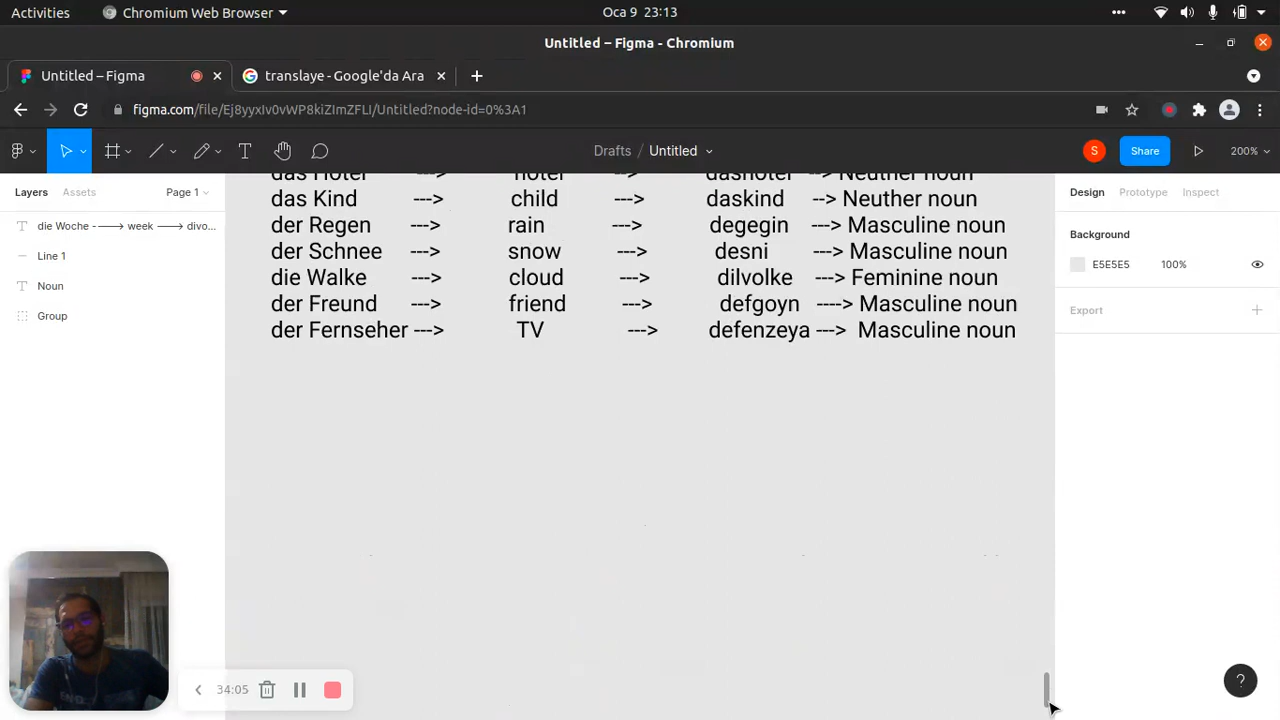 Activities
Chromium Web Browser
Oca 9 23:13
Untitled – Figma - Chromium
Untitled – Figma
translaye - Google'da Ara
figma.com/file/Ej8yyxIv0vWP8kiZImZFLI/Untitled?node-id=0%3A1
Drafts / Untitled
S
Share
200%
Layers
Assets
Page 1
Design
Prototype
Inspect
die Woche ----> week ----> divo...
Line 1
Noun
Group
das Kind ---> child ---> daskind --> Neuther noun
der Regen ---> rain ---> degegin ---> Masculine noun
der Schnee ---> snow ---> desni ---> Masculine noun
die Walke ---> cloud ---> dilvolke ---> Feminine noun
der Freund ---> friend ---> defgoyn ----> Masculine noun
der Fernseher ---> TV ---> defenzeya ---> Masculine noun
Background
E5E5E5 100%
Export
34:05
?